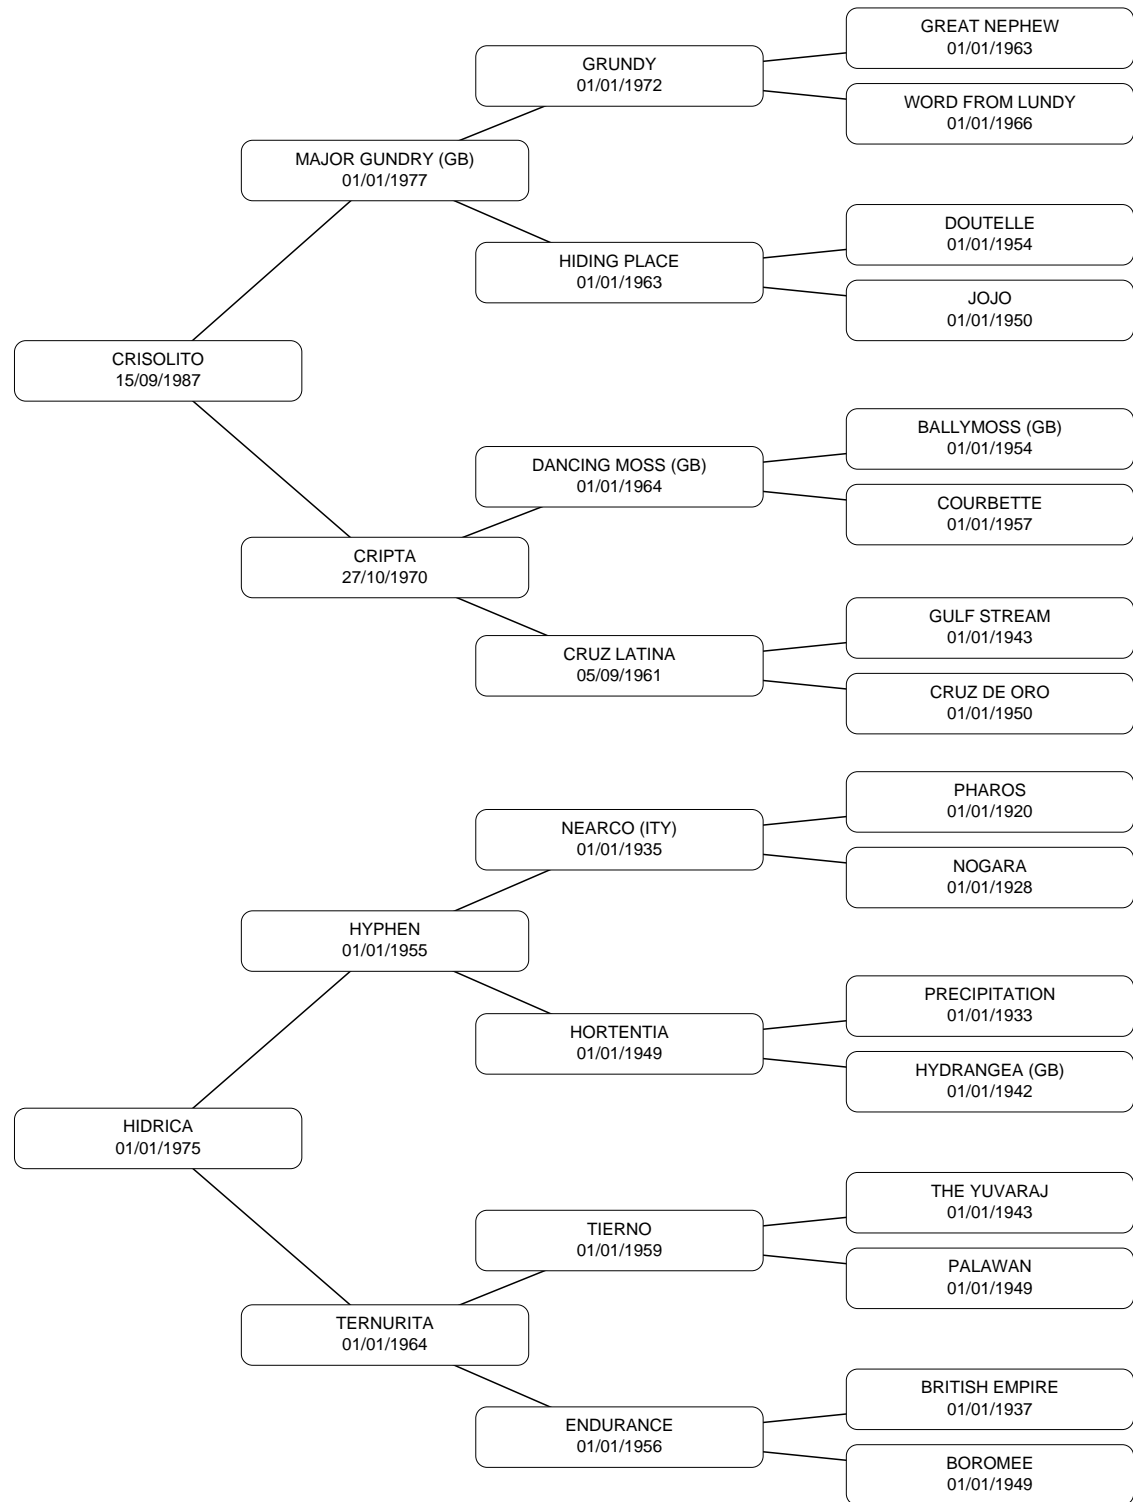 GREAT NEPHEW
01/01/1963
GRUNDY
01/01/1972
WORD FROM LUNDY
01/01/1966
MAJOR GUNDRY (GB)
01/01/1977
DOUTELLE
01/01/1954
HIDING PLACE
01/01/1963
JOJO
01/01/1950
CRISOLITO
15/09/1987
BALLYMOSS (GB)
01/01/1954
DANCING MOSS (GB)
01/01/1964
COURBETTE
01/01/1957
CRIPTA
27/10/1970
GULF STREAM
01/01/1943
CRUZ LATINA
05/09/1961
CRUZ DE ORO
01/01/1950
PHAROS
01/01/1920
NEARCO (ITY)
01/01/1935
NOGARA
01/01/1928
HYPHEN
01/01/1955
PRECIPITATION
01/01/1933
HORTENTIA
01/01/1949
HYDRANGEA (GB)
01/01/1942
HIDRICA
01/01/1975
THE YUVARAJ
01/01/1943
TIERNO
01/01/1959
PALAWAN
01/01/1949
TERNURITA
01/01/1964
BRITISH EMPIRE
01/01/1937
ENDURANCE
01/01/1956
BOROMEE
01/01/1949